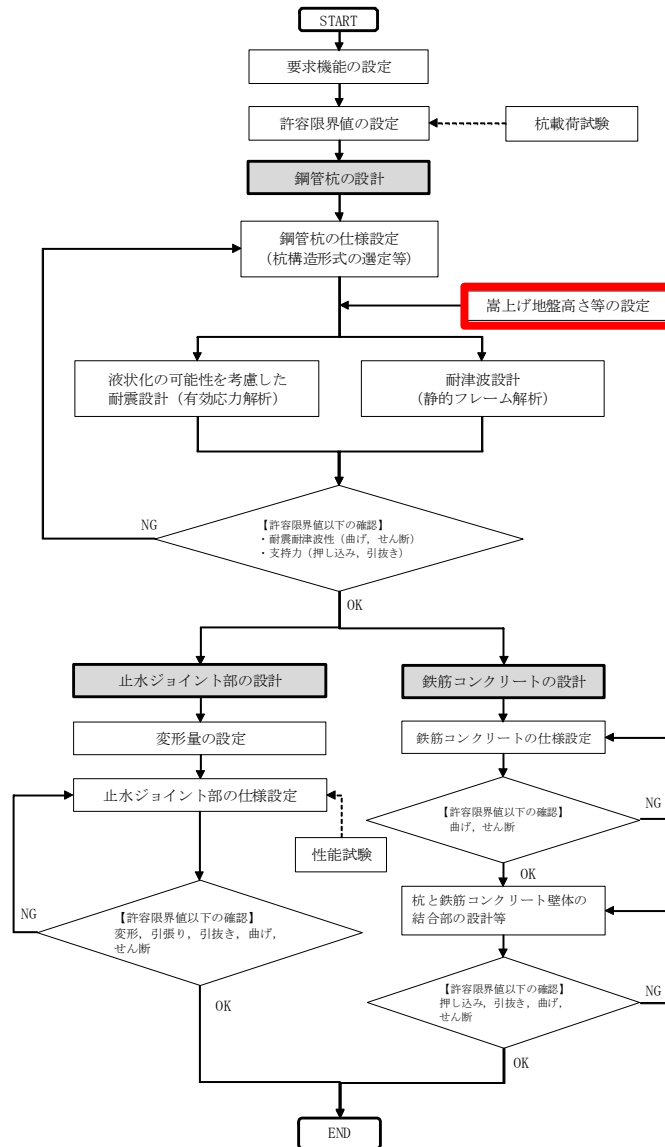 START
要求機能の設定
許容限界値の設定
杭載荷試験
鋼管杭の設計
鋼管杭の仕様設定
（杭構造形式の選定等）
嵩上げ地盤高さ等の設定
液状化の可能性を考慮した
耐震設計（有効応力解析）
耐津波設計
（静的フレーム解析）
NG
【許容限界値以下の確認】
・耐震耐津波性（曲げ，せん断）
・支持力（押し込み，引抜き）
OK
止水ジョイント部の設計
変形量の設定
止水ジョイント部の仕様設定
性能試験
NG
【許容限界値以下の確認】
変形，引張り，引抜き，曲げ，
せん断
OK
鉄筋コンクリートの設計
鉄筋コンクリートの仕様設定
【許容限界値以下の確認】
曲げ，せん断
NG
OK
杭と鉄筋コンクリート壁体の
結合部の設計等
【許容限界値以下の確認】
押し込み，引抜き，曲げ，
せん断
NG
OK
END